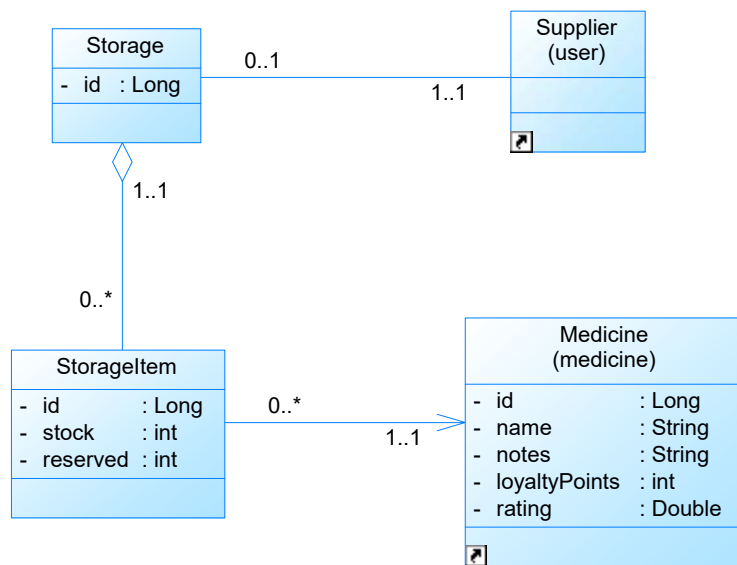 Storage
- id : Long
Supplier
(user)
0..1
1..1
1..1
0..*
StorageItem
- id : Long
- stock : int
- reserved : int
0..*
1..1
Medicine
(medicine)
- id : Long
- name : String
- notes : String
- loyaltyPoints : int
- rating : Double